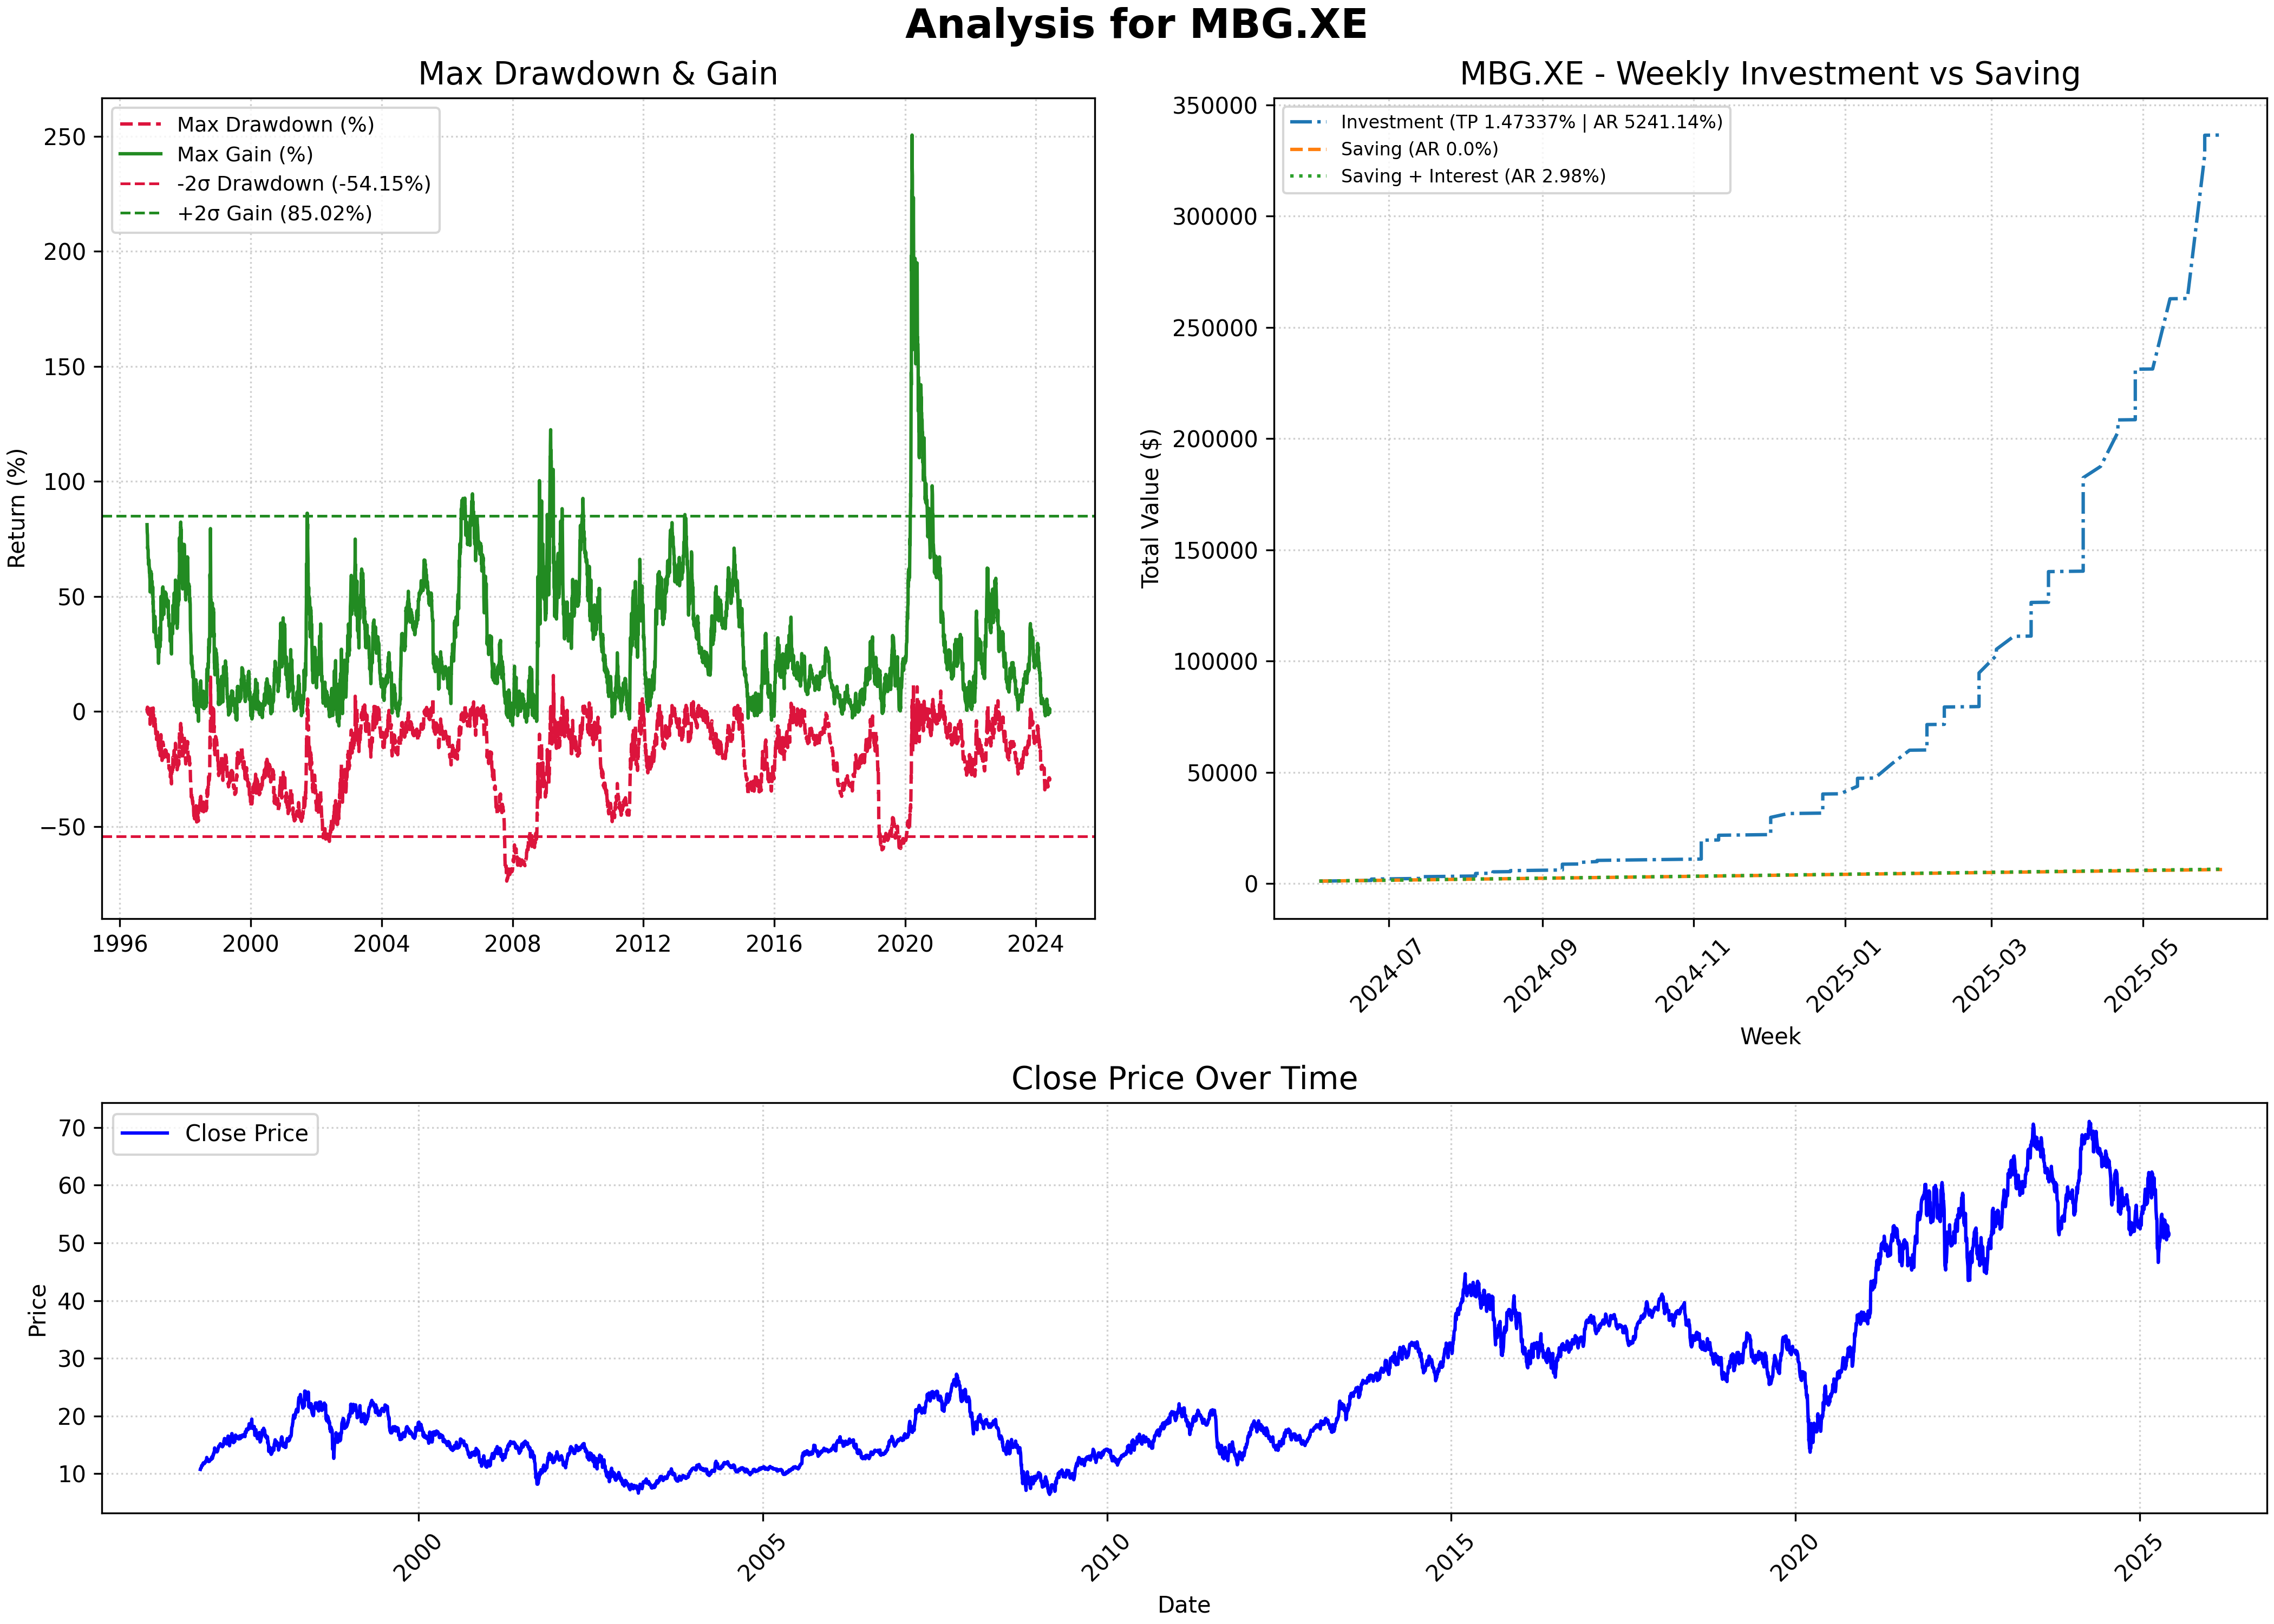 Analysis for MBG.XE
Max Drawdown & Gain
Max Drawdown (%)
Max Gain (%)
-2σ Drawdown (-54.15%)
+2σ Gain (85.02%)
Return (%)
250
200
150
100
50
0
−50
1996
2000
2004
2008
2012
2016
2020
2024
MBG.XE - Weekly Investment vs Saving
Investment (TP 1.47337% | AR 5241.14%)
Saving (AR 0.0%)
Saving + Interest (AR 2.98%)
Total Value ($)
350000
300000
250000
200000
150000
100000
50000
0
2024-07
2024-09
2024-11
2025-01
2025-03
2025-05
Week
Close Price Over Time
Close Price
Price
70
60
50
40
30
20
10
2000
2005
2010
2015
2020
2025
Date